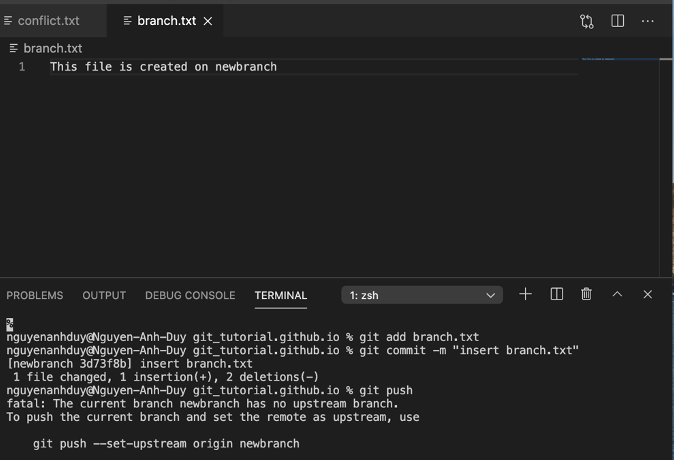 conflict.txt
branch.txt
branch.txt
1 This file is created on newbranch
PROBLEMS OUTPUT DEBUG CONSOLE TERMINAL 1: zsh
%
nguyenanhduy@Nguyen-Anh-Duy git_tutorial.github.io % git add branch.txt
nguyenanhduy@Nguyen-Anh-Duy git_tutorial.github.io % git commit -m "insert branch.txt"
[newbranch 3d73f8b] insert branch.txt
1 file changed, 1 insertion(+), 2 deletions(-)
nguyenanhduy@Nguyen-Anh-Duy git_tutorial.github.io % git push
fatal: The current branch newbranch has no upstream branch.
To push the current branch and set the remote as upstream, use
git push --set-upstream origin newbranch